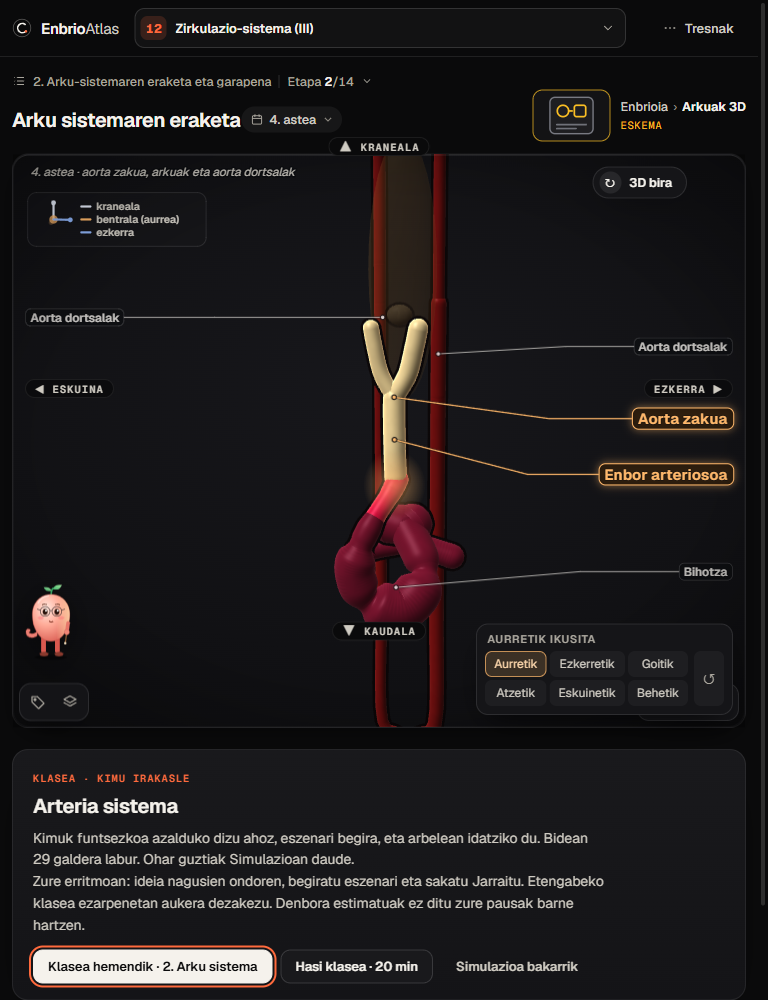 EnbrioAtlas
12 Zirkulazio-sistema (III)
··· Tresnak
2. Arku-sistemaren eraketa eta garapena
Etapa 2/14
Arku sistemaren eraketa
4. astea
Enbrioia › Arkuak 3D
ESKEMA
▲ KRANEALA
4. astea · aorta zakua, arkuak eta aorta dortsalak
↻ 3D bira
kraneala
bentrala (aurrea)
ezkerra
Aorta dortsalak
Aorta dortsalak
◀ ESKUINA
EZKERRA ▶
Aorta zakua
Enbor arteriosoa
Bihotza
▼ KAUDALA
AURRETIK IKUSITA
Aurretik Ezkerretik Goitik
Atzetik Eskuinetik Behetik
↺
KLASEA · KIMU IRAKASLE
Arteria sistema
Kimuk funtsezkoa azalduko dizu ahoz, eszenari begira, eta arbelean idatziko du. Bidean
29 galdera labur. Ohar guztiak Simulazioan daude.
Zure erritmoan: ideia nagusien ondoren, begiratu eszenari eta sakatu Jarraitu. Etengabeko
klasea ezarpenetan aukera dezakezu. Denbora estimatuak ez ditu zure pausak barne
hartzen.
Klasea hemendik · 2. Arku sistema
Hasi klasea · 20 min
Simulazioa bakarrik